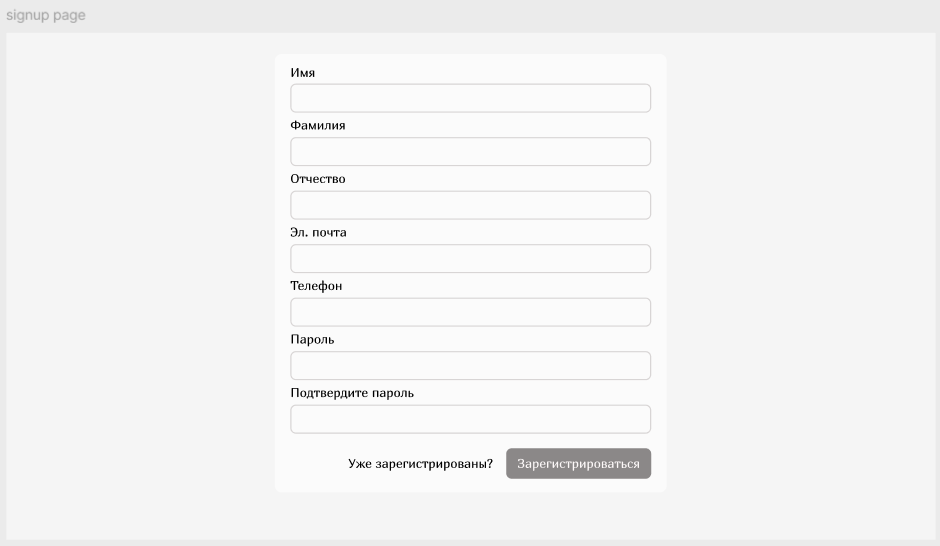 signup page
Имя
Фамилия
Отчество
Эл. почта
Телефон
Пароль
Подтвердите пароль
Уже зарегистрированы? Зарегистрироваться